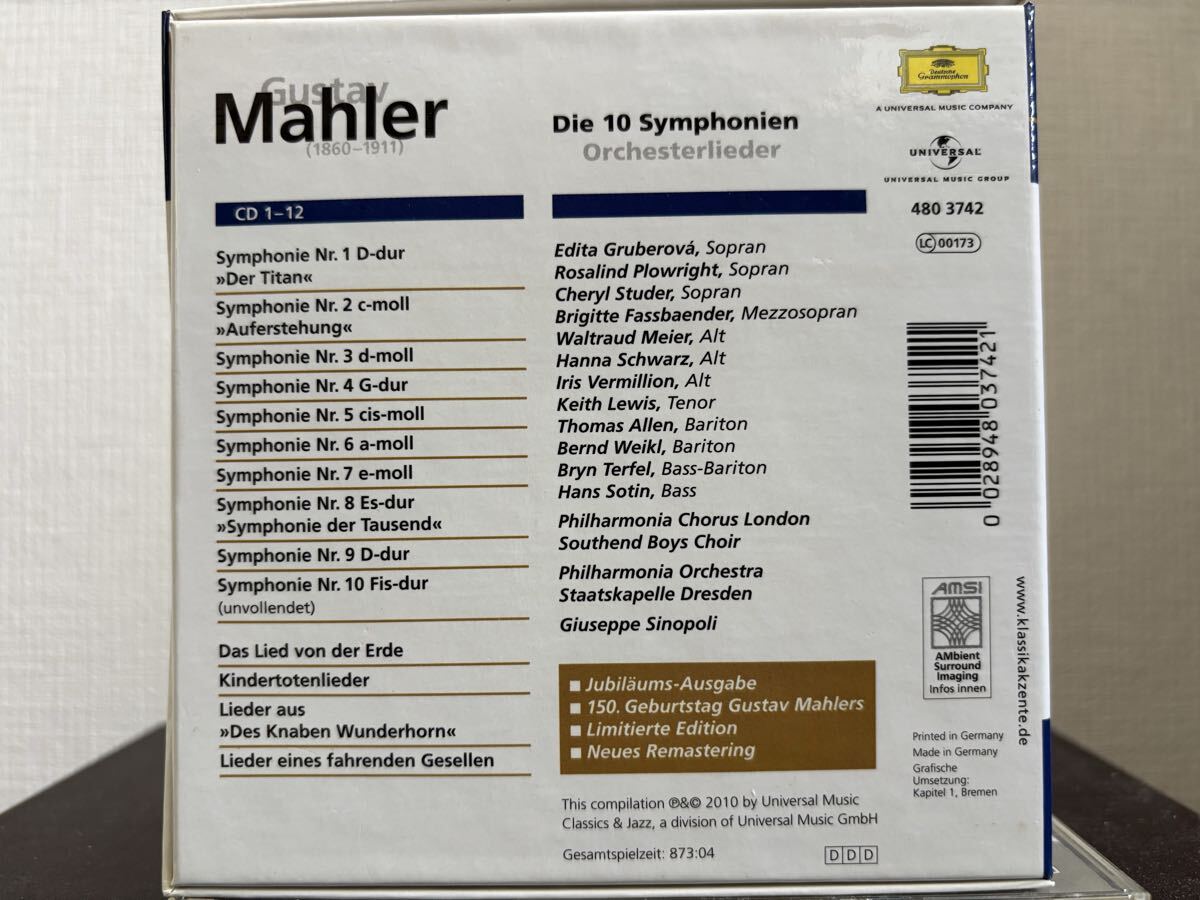 Gustav
Mahler
(1860–1911)
CD 1–12
Symphonie Nr. 1 D-dur
»Der Titan«
Symphonie Nr. 2 c-moll
»Auferstehung«
Symphonie Nr. 3 d-moll
Symphonie Nr. 4 G-dur
Symphonie Nr. 5 cis-moll
Symphonie Nr. 6 a-moll
Symphonie Nr. 7 e-moll
Symphonie Nr. 8 Es-dur
»Symphonie der Tausend«
Symphonie Nr. 9 D-dur
Symphonie Nr. 10 Fis-dur
(unvollendet)
Das Lied von der Erde
Kindertotenlieder
Lieder aus
»Des Knaben Wunderhorn«
Lieder eines fahrenden Gesellen
Die 10 Symphonien
Orchesterlieder
Edita Gruberová, Sopran
Rosalind Plowright, Sopran
Cheryl Studer, Sopran
Brigitte Fassbaender, Mezzosopran
Waltraud Meier, Alt
Hanna Schwarz, Alt
Iris Vermillion, Alt
Keith Lewis, Tenor
Thomas Allen, Bariton
Bernd Weikl, Bariton
Bryn Terfel, Bass-Bariton
Hans Sotin, Bass
Philharmonia Chorus London
Southend Boys Choir
Philharmonia Orchestra
Staatskapelle Dresden
Giuseppe Sinopoli
Jubiläums-Ausgabe
150. Geburtstag Gustav Mahlers
Limitierte Edition
Neues Remastering
This compilation ℗&© 2010 by Universal Music
Classics & Jazz, a division of Universal Music GmbH
Gesamtspielzeit: 873:04
DDD
Deutsche
Grammophon
A UNIVERSAL MUSIC COMPANY
UNIVERSAL
UNIVERSAL MUSIC GROUP
480 3742
LC 00173
0 028948 037421
AMSI
AMbient
Surround
Imaging
Infos innen
www.klassikakzente.de
Printed in Germany
Made in Germany
Grafische
Umsetzung:
Kapitel 1, Bremen